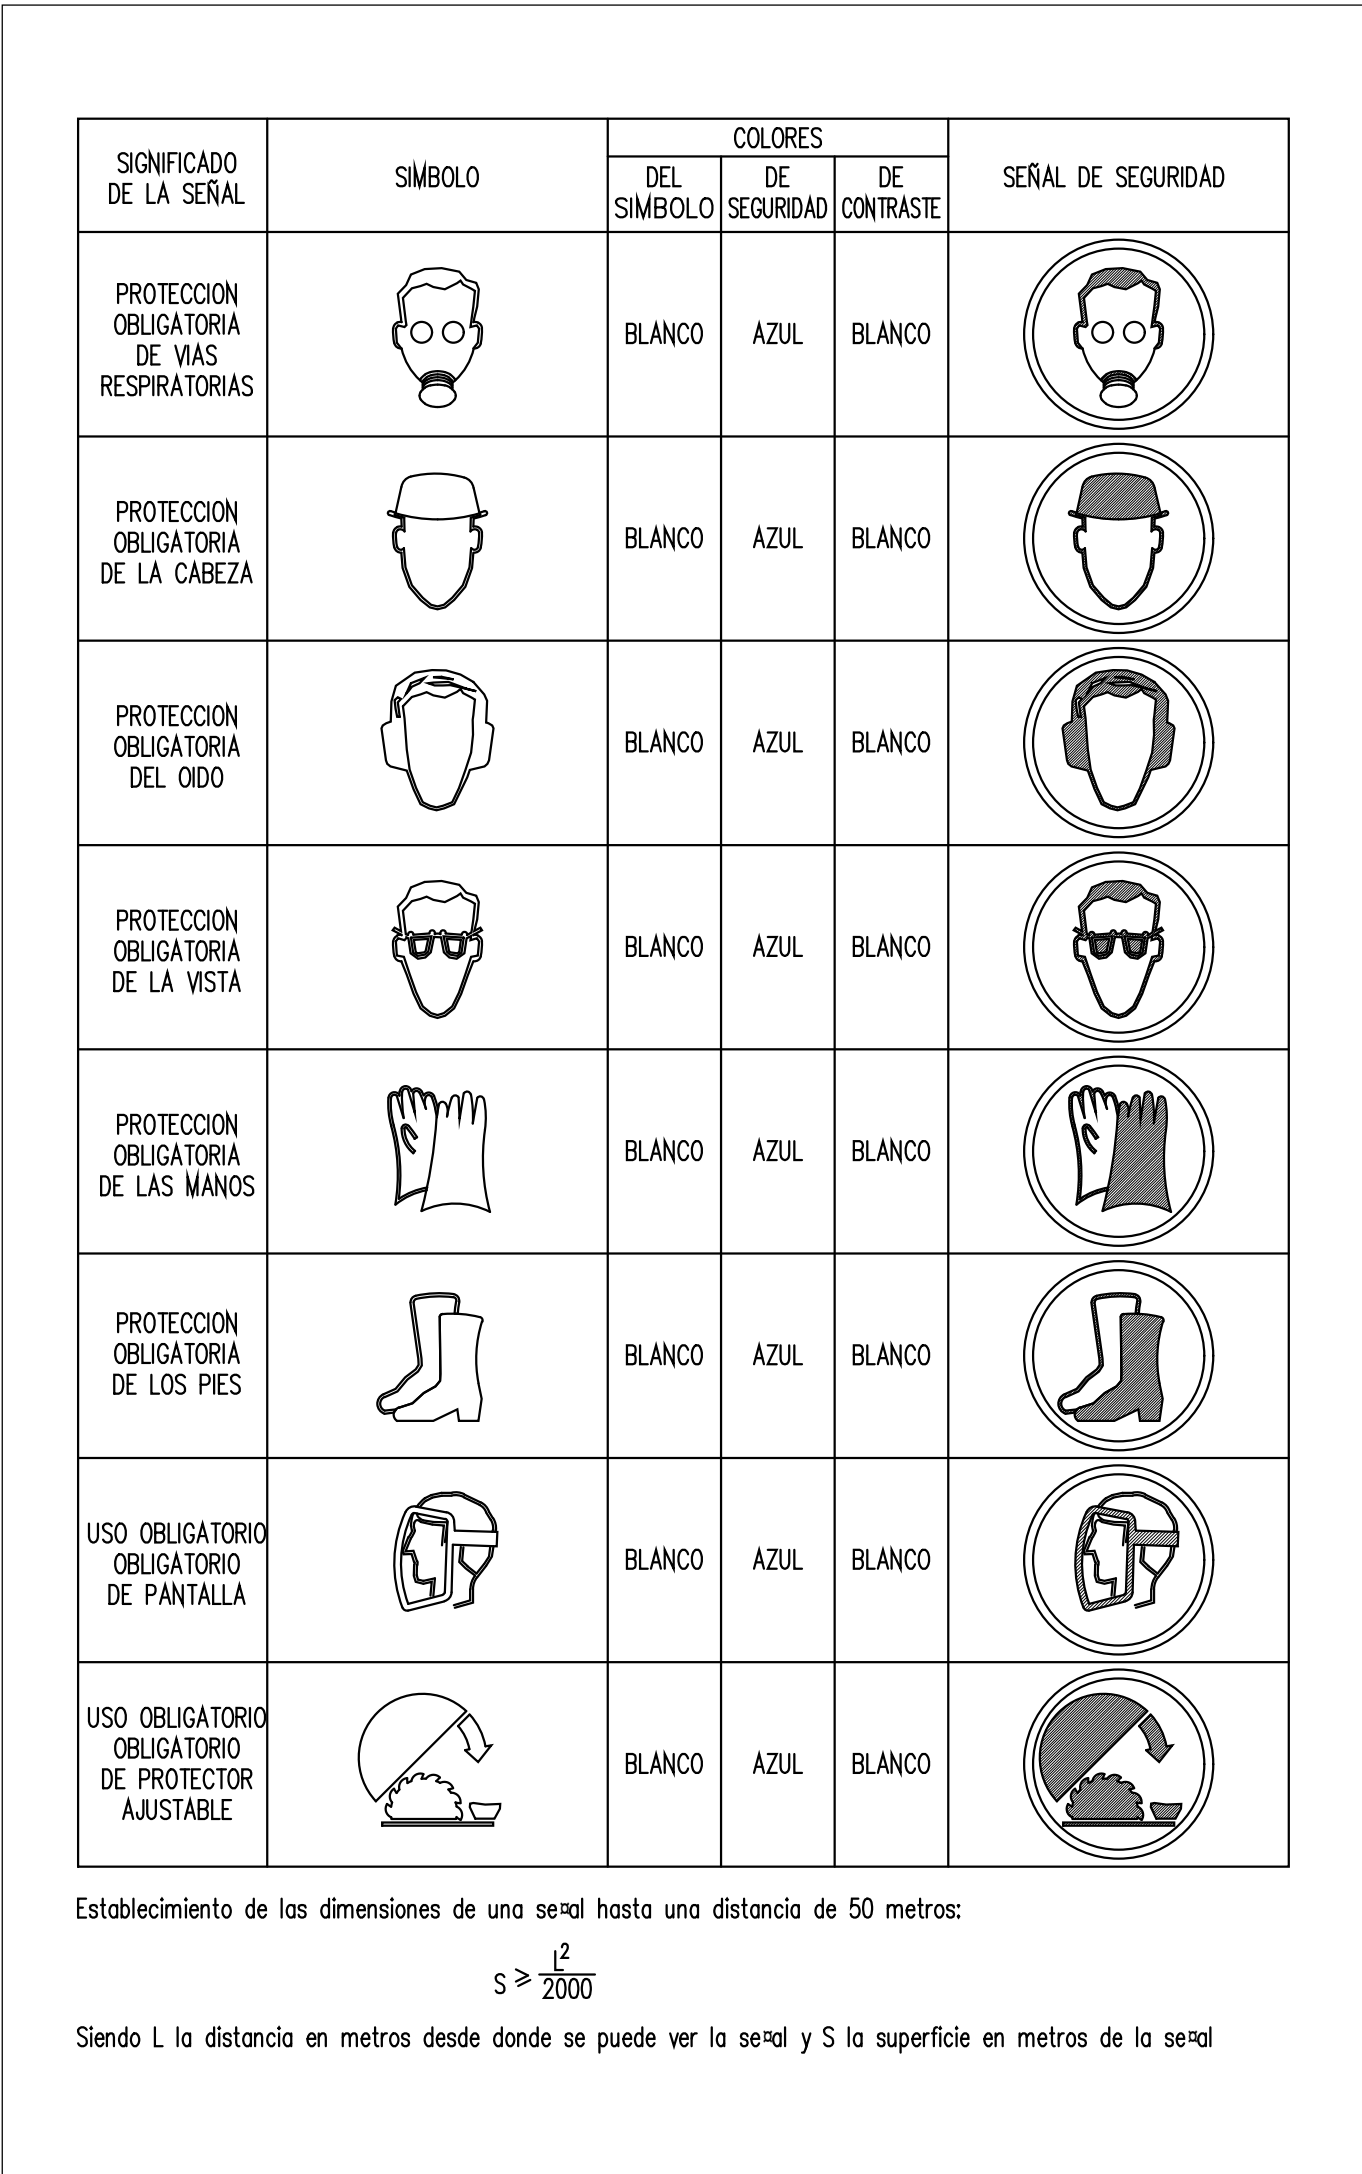 SIGNIFICADO
DE LA SEÑAL
SIMBOLO
COLORES
DEL
SIMBOLO
DE
SEGURIDAD
DE
CONTRASTE
SEÑAL DE SEGURIDAD
PROTECCION
OBLIGATORIA
DE VIAS
RESPIRATORIAS
BLANCO
AZUL
BLANCO
PROTECCION
OBLIGATORIA
DE LA CABEZA
BLANCO
AZUL
BLANCO
PROTECCION
OBLIGATORIA
DEL OIDO
BLANCO
AZUL
BLANCO
PROTECCION
OBLIGATORIA
DE LA VISTA
BLANCO
AZUL
BLANCO
PROTECCION
OBLIGATORIA
DE LAS MANOS
BLANCO
AZUL
BLANCO
PROTECCION
OBLIGATORIA
DE LOS PIES
BLANCO
AZUL
BLANCO
USO OBLIGATORIO
OBLIGATORIO
DE PANTALLA
BLANCO
AZUL
BLANCO
USO OBLIGATORIO
OBLIGATORIO
DE PROTECTOR
AJUSTABLE
BLANCO
AZUL
BLANCO
Establecimiento de las dimensiones de una se¤al hasta una distancia de 50 metros:
S ⩾ L²
2000
Siendo L la distancia en metros desde donde se puede ver la se¤al y S la superficie en metros de la se¤al